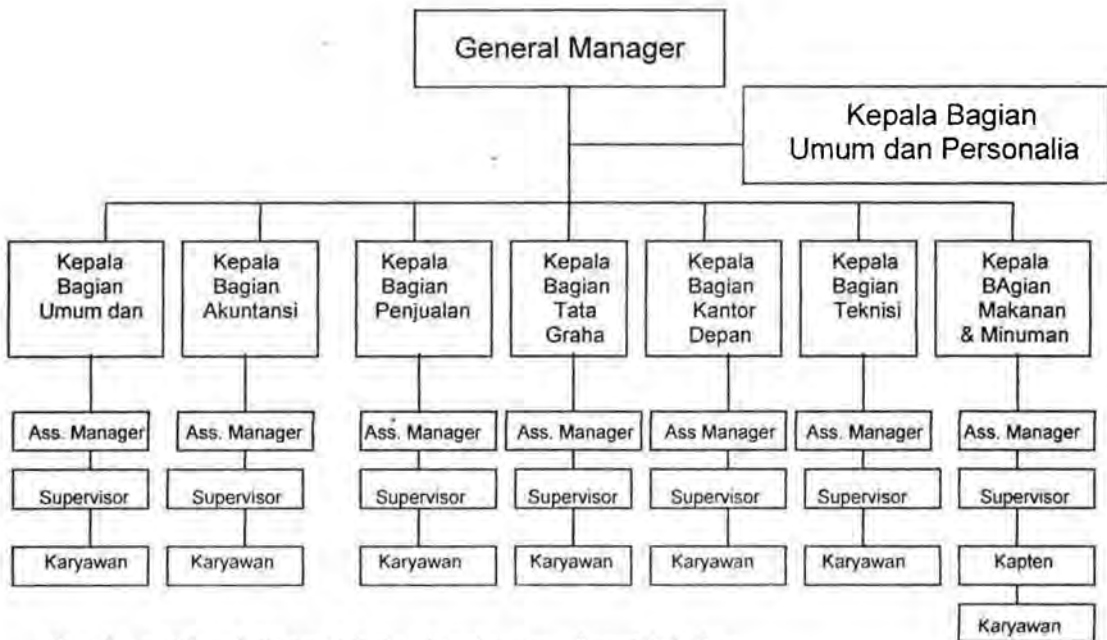 General Manager
Kepala Bagian
Umum dan Personalia
Kepala
Bagian
Umum dan
Kepala
Bagian
Akuntansi
Kepala
Bagian
Penjualan
Kepala
Bagian
Tata
Graha
Kepala
Bagian
Kantor
Depan
Kepala
Bagian
Teknisi
Kepala
BAgian
Makanan
& Minuman
Ass. Manager
Ass. Manager
Ass. Manager
Ass. Manager
Ass Manager
Ass. Manager
Ass. Manager
Supervisor
Supervisor
Supervisor
Supervisor
Supervisor
Supervisor
Supervisor
Karyawan
Karyawan
Karyawan
Karyawan
Karyawan
Karyawan
Kapten
Karyawan